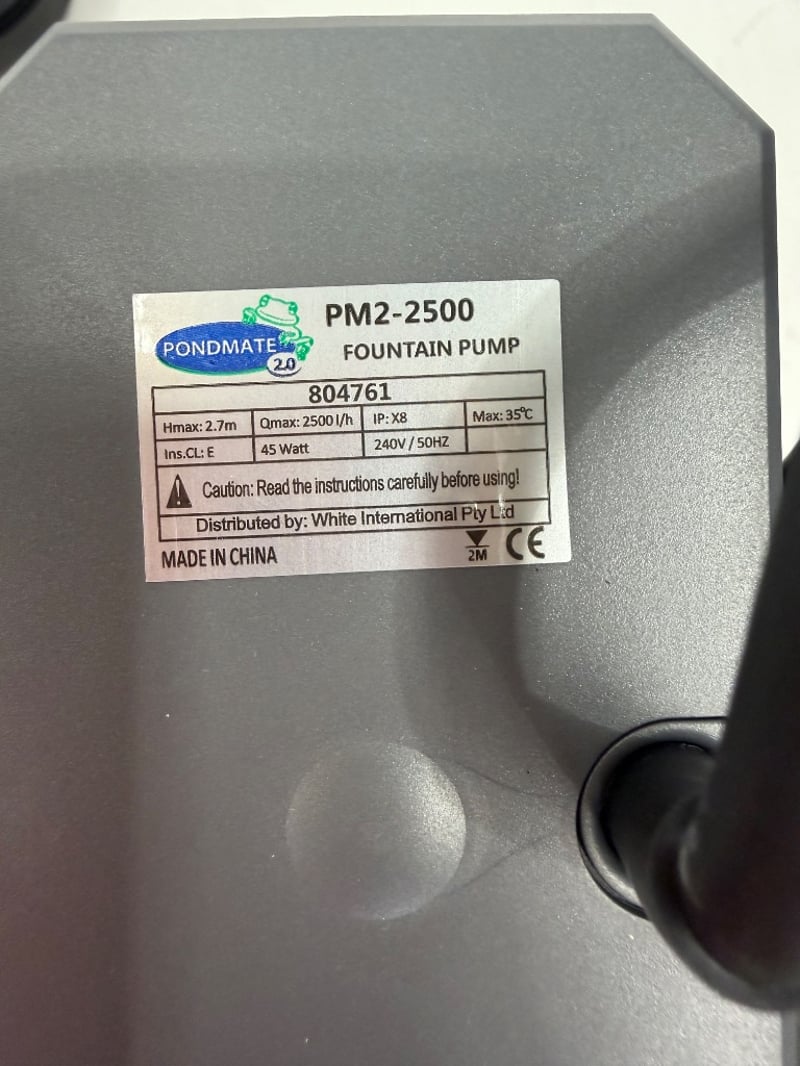 PONDMATE 2.0
PM2-2500
FOUNTAIN PUMP
804761
Hmax: 2.7m Qmax: 2500 l/h IP: X8 Max: 35℃
Ins.CL: E 45 Watt 240V / 50HZ
Caution: Read the instructions carefully before using!
Distributed by: White International Pty Ltd
MADE IN CHINA 2M CE